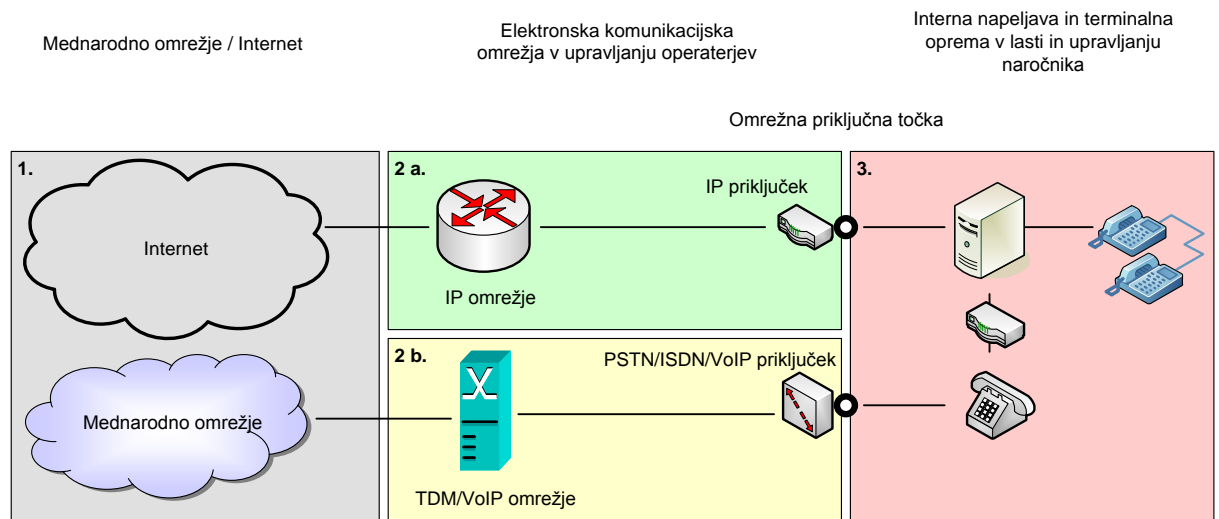 Mednarodno omrežje / Internet
Elektronska komunikacijska
omrežja v upravljanju operaterjev
Interna napeljava in terminalna
oprema v lasti in upravljanju
naročnika
Omrežna priključna točka
1.
Internet
Mednarodno omrežje
2 a.
IP priključek
IP omrežje
2 b.
PSTN/ISDN/VoIP priključek
TDM/VoIP omrežje
3.